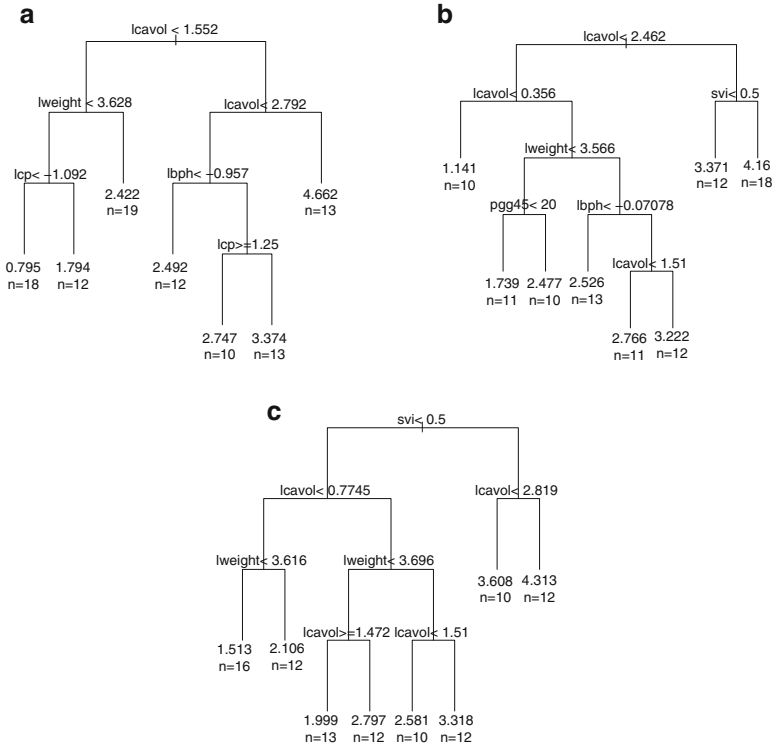 a
lcavol < 1.552
lweight < 3.628
lcavol< 2.792
lcp< −1.092
2.422
n=19
lbph< −0.957
4.662
n=13
0.795
n=18
1.794
n=12
2.492
n=12
lcp>=1.25
2.747
n=10
3.374
n=13
b
lcavol< 2.462
lcavol< 0.356
svi< 0.5
1.141
n=10
lweight< 3.566
3.371
n=12
4.16
n=18
pgg45< 20
lbph< −0.07078
1.739
n=11
2.477
n=10
2.526
n=13
lcavol< 1.51
2.766
n=11
3.222
n=12
c
svi< 0.5
lcavol< 0.7745
lcavol< 2.819
lweight< 3.616
lweight< 3.696
3.608
n=10
4.313
n=12
1.513
n=16
2.106
n=12
lcavol>=1.472
lcavol< 1.51
1.999
n=13
2.797
n=12
2.581
n=10
3.318
n=12